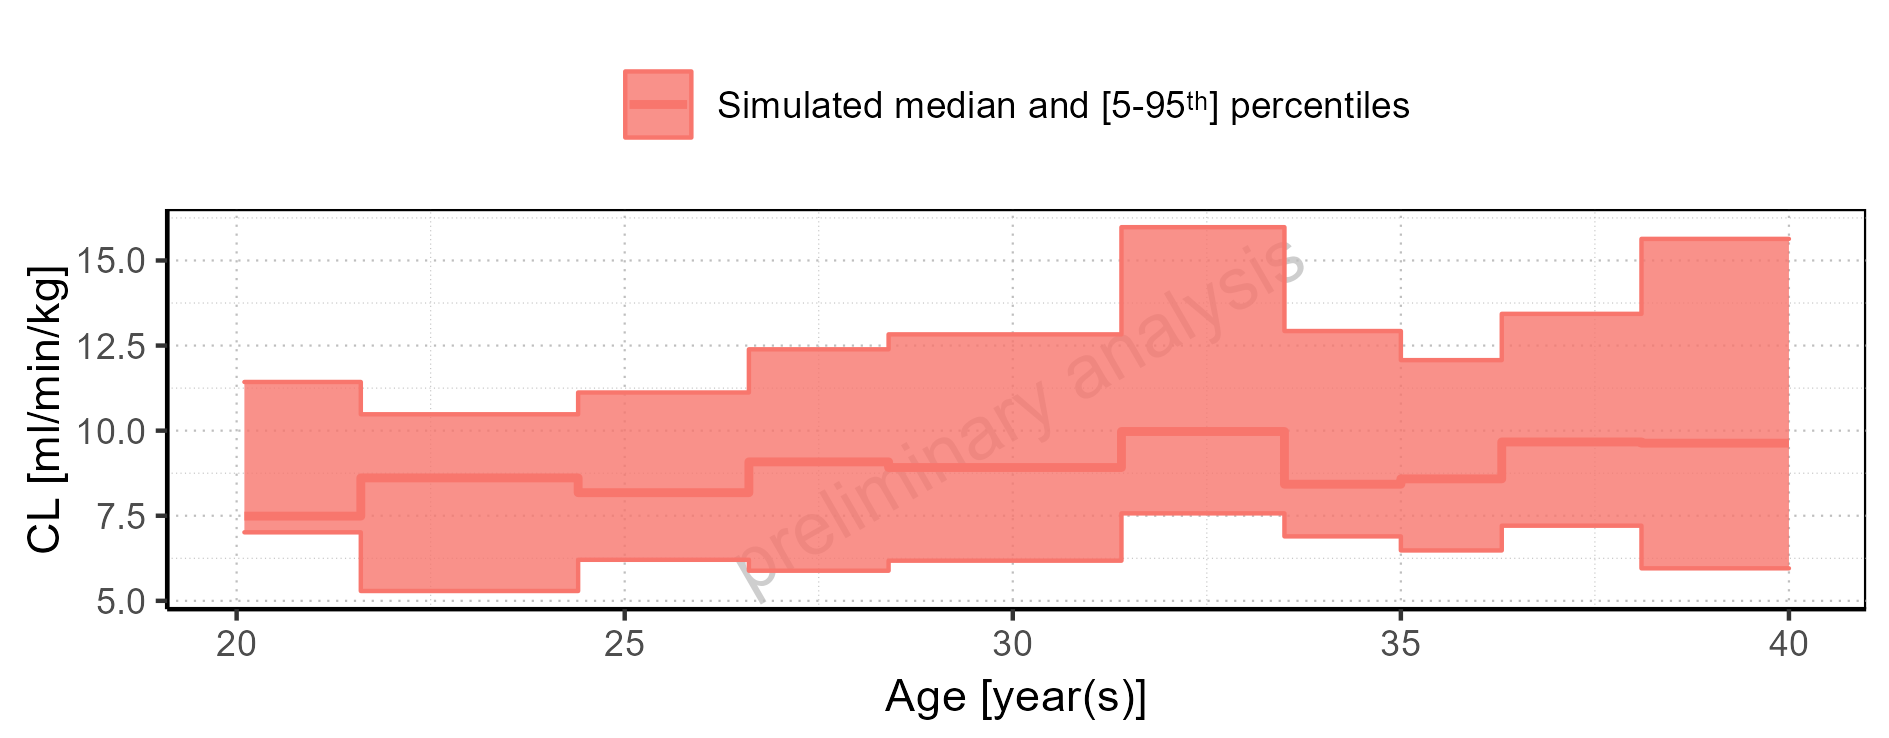 Simulated median and [5-95th] percentiles
CL [ml/min/kg]
15.0
12.5
10.0
7.5
5.0
preliminary analysis
20 25 30 35 40
Age [year(s)]